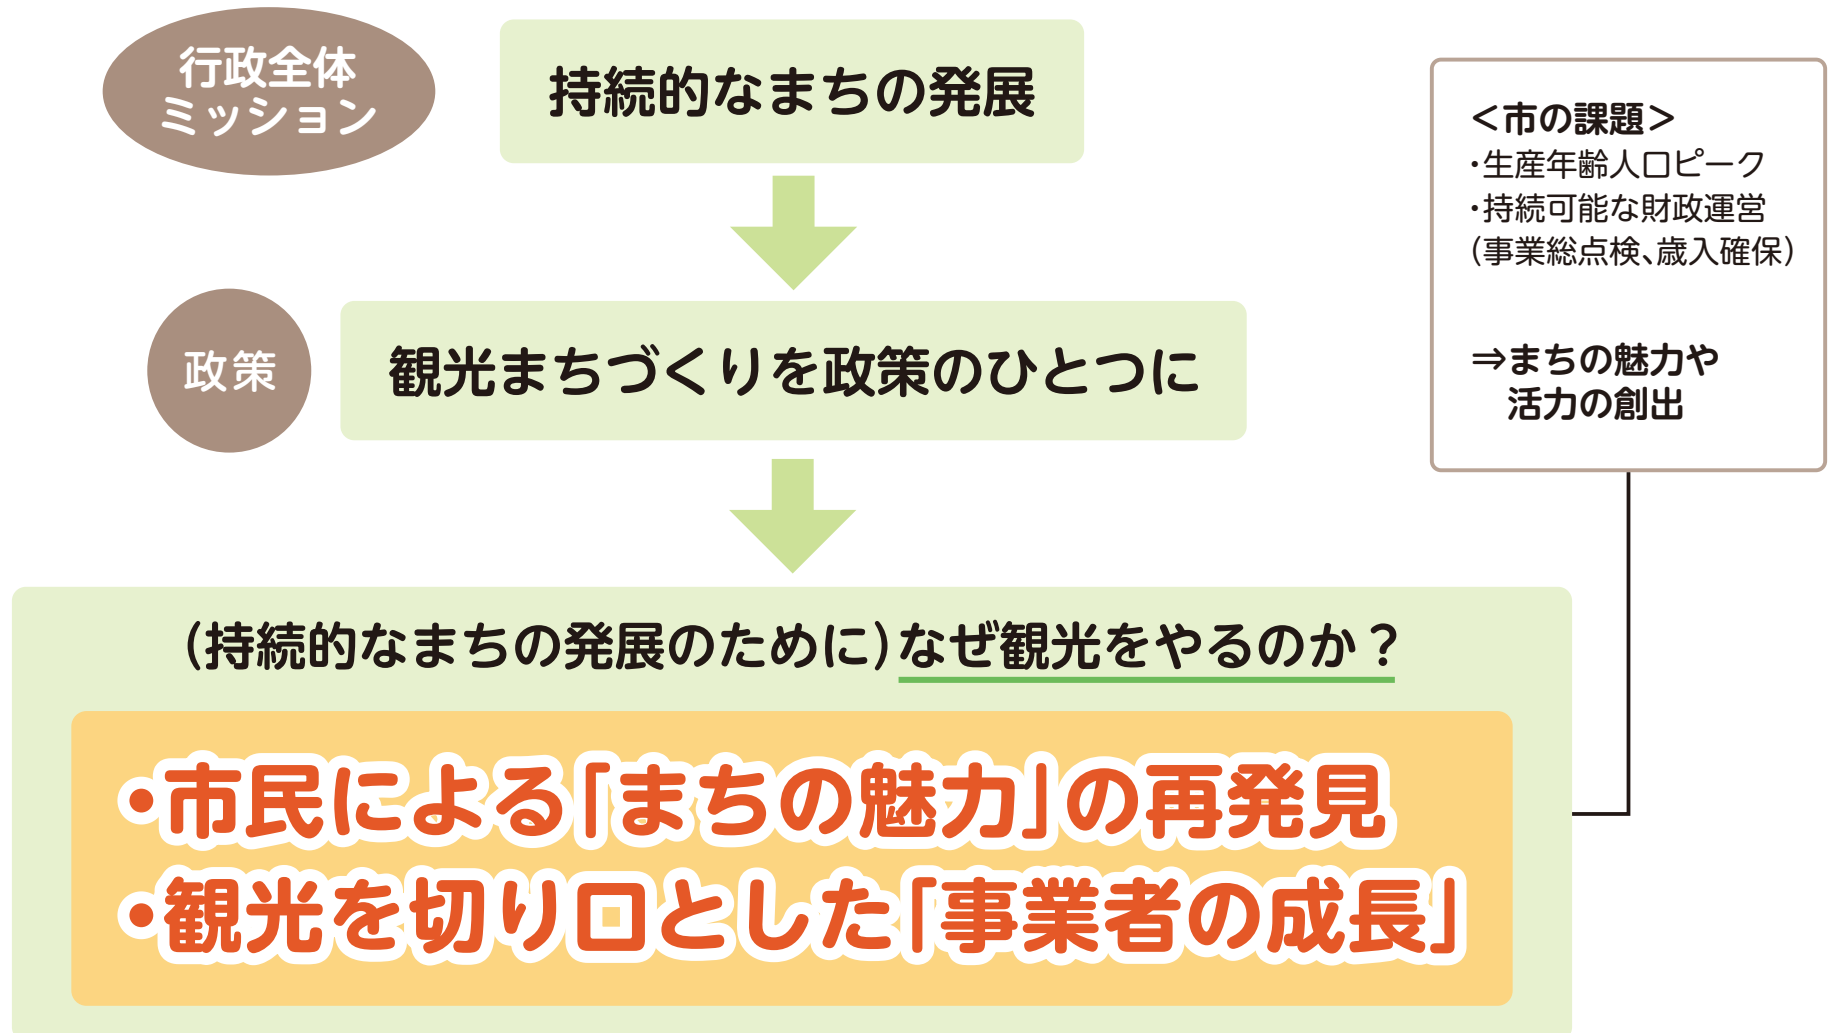 行政全体
ミッション
持続的なまちの発展
政策
観光まちづくりを政策のひとつに
＜市の課題＞
・生産年齢人口ピーク
・持続可能な財政運営
（事業総点検、歳入確保）
⇒まちの魅力や
活力の創出
（持続的なまちの発展のために）なぜ観光をやるのか？
・市民による「まちの魅力」の再発見
・観光を切り口とした「事業者の成長」